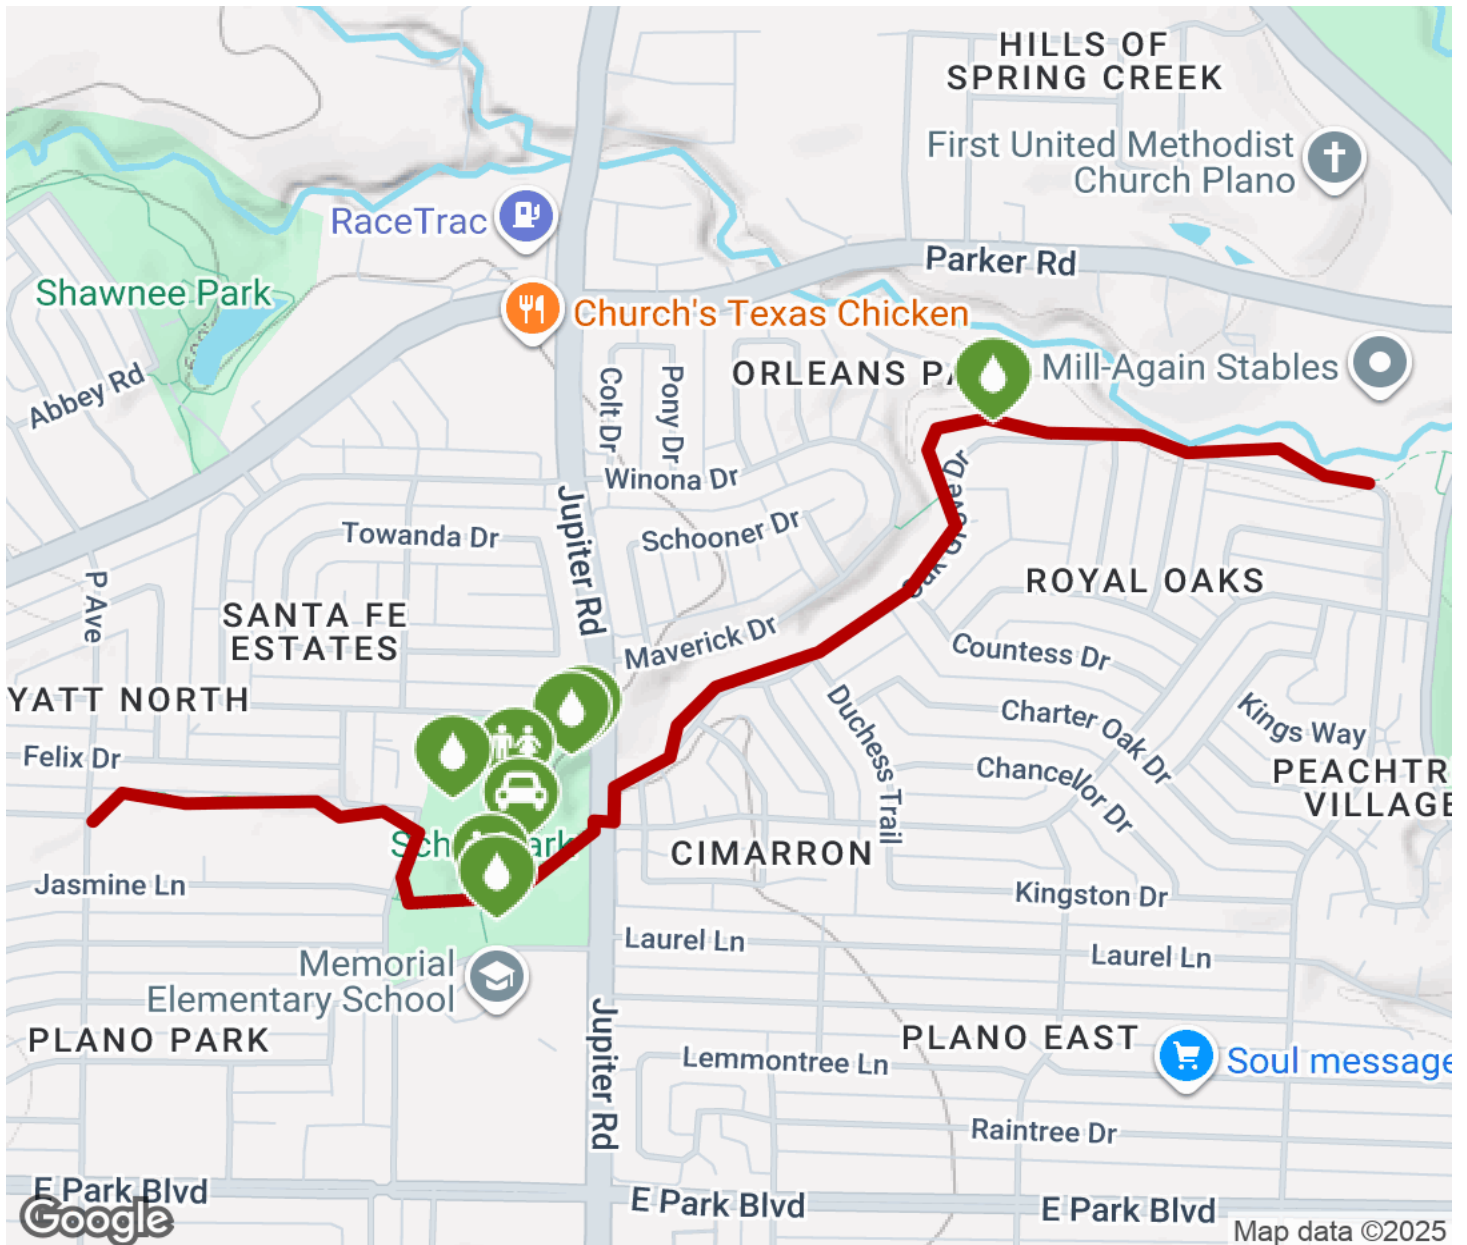 HILLS OF
SPRING CREEK
First United Methodist
Church Plano
RaceTrac
Parker Rd
Shawnee Park
Church's Texas Chicken
Abbey Rd
ORLEANS
Mill-Again Stables
Colt Dr
Pony Dr
Winona Dr
Jupiter Rd
Schooner Dr
Towanda Dr
P Ave
ROYAL OAKS
SANTA FE
ESTATES
Maverick Dr
Countess Dr
YATT NORTH
Duchess Trail
Charter Oak Dr
Kings Way
Felix Dr
Chancellor Dr
PEACHTR
VILLAGE
CIMARRON
Jasmine Ln
Kingston Dr
Laurel Ln
Laurel Ln
Memorial
Elementary School
Jupiter Rd
PLANO PARK
PLANO EAST
Lemmontree Ln
Soul message
Raintree Dr
E Park Blvd
E Park Blvd
E Park Blvd
Google
Map data ©2025